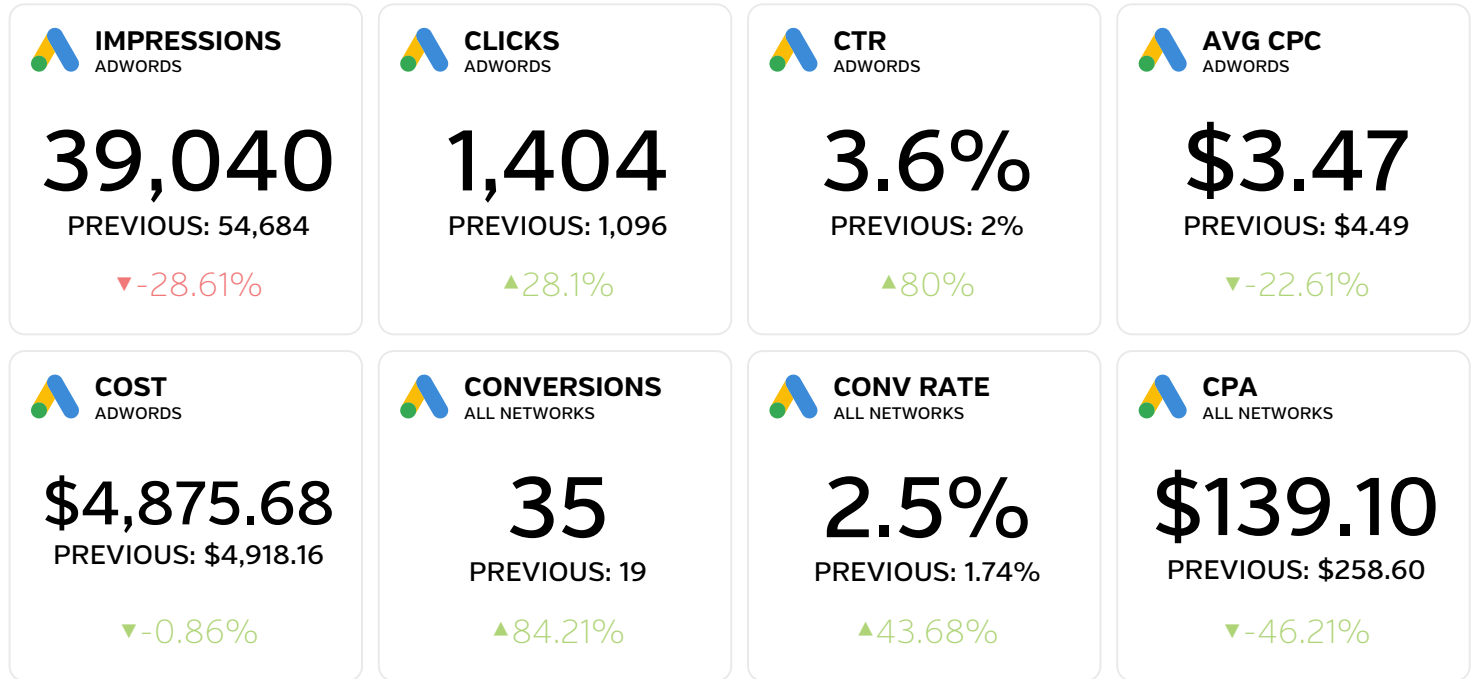 IMPRESSIONS
ADWORDS
39,040
PREVIOUS: 54,684
▼-28.61%
CLICKS
ADWORDS
1,404
PREVIOUS: 1,096
▲28.1%
CTR
ADWORDS
3.6%
PREVIOUS: 2%
▲80%
AVG CPC
ADWORDS
$3.47
PREVIOUS: $4.49
▼-22.61%
COST
ADWORDS
$4,875.68
PREVIOUS: $4,918.16
▼-0.86%
CONVERSIONS
ALL NETWORKS
35
PREVIOUS: 19
▲84.21%
CONV RATE
ALL NETWORKS
2.5%
PREVIOUS: 1.74%
▲43.68%
CPA
ALL NETWORKS
$139.10
PREVIOUS: $258.60
▼-46.21%